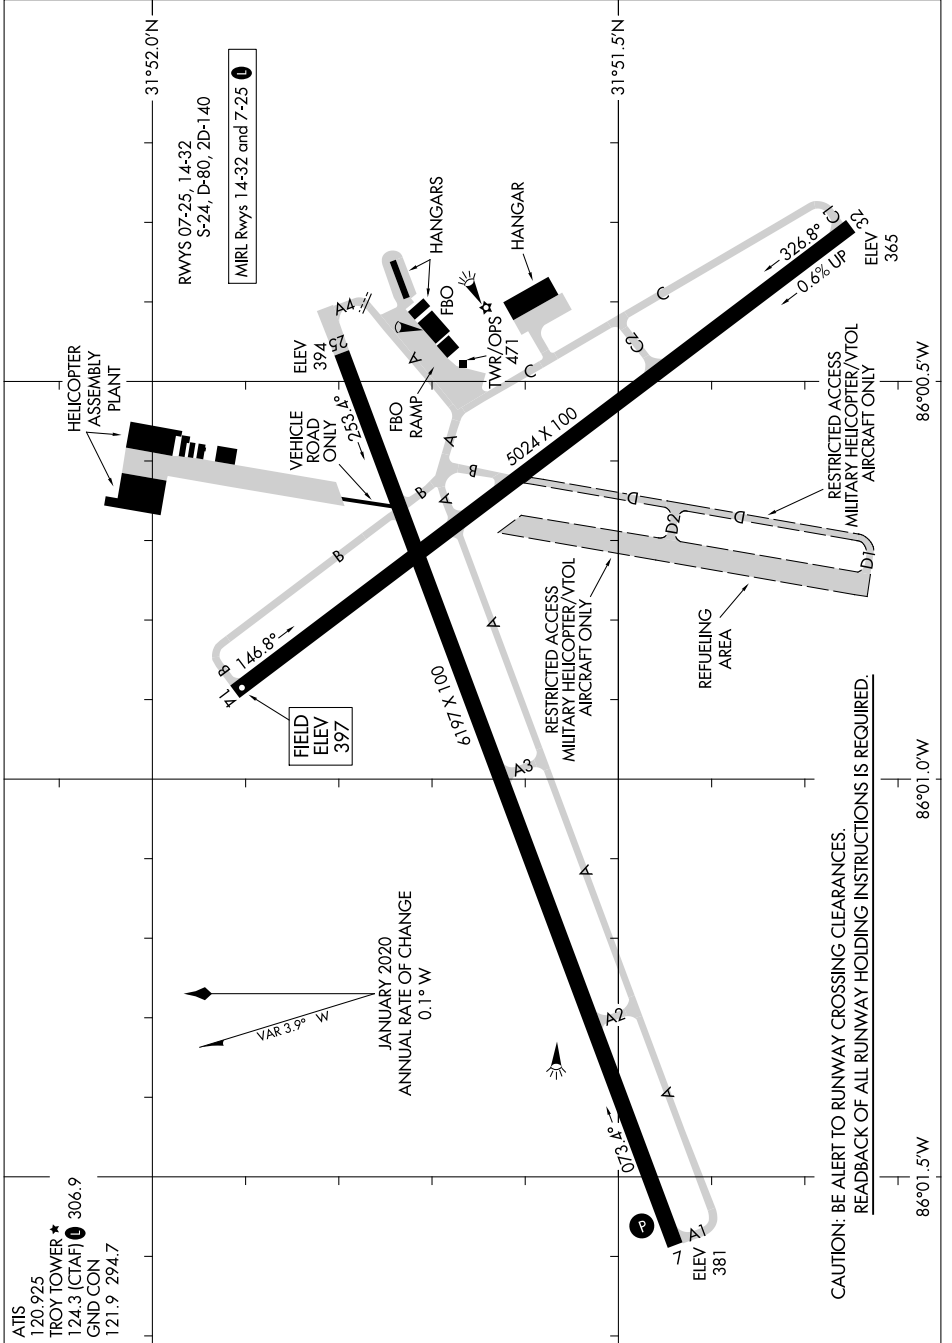 ATIS
120.925
TROY TOWER ★
124.3 (CTAF) L 306.9
GND CON
121.9 294.7
RWYS 07-25, 14-32
S-24, D-80, 2D-140
MIRL Rwys 14-32 and 7-25 L
31°52.0'N
31°51.5'N
HELICOPTER
ASSEMBLY
PLANT
VEHICLE
ROAD
ONLY
ELEV
394
25
A4
253.4°
HANGARS
FBO
A
FBO
RAMP
TWR/OPS
471
HANGAR
C
C
C2
C1
32
ELEV
365
326.8°
0.6% UP
5024 X 100
A
B
B
A
B
B
14
146.8°
FIELD
ELEV
397
A
6197 X 100
A3
A
A2
A
A1
7
ELEV
381
073.4°
P
D
D2
D
D1
RESTRICTED ACCESS
MILITARY HELICOPTER/VTOL
AIRCRAFT ONLY
RESTRICTED ACCESS
MILITARY HELICOPTER/VTOL
AIRCRAFT ONLY
REFUELING
AREA
VAR 3.9° W
JANUARY 2020
ANNUAL RATE OF CHANGE
0.1° W
86°01.5'W
86°01.0'W
86°00.5'W
CAUTION: BE ALERT TO RUNWAY CROSSING CLEARANCES.
READBACK OF ALL RUNWAY HOLDING INSTRUCTIONS IS REQUIRED.